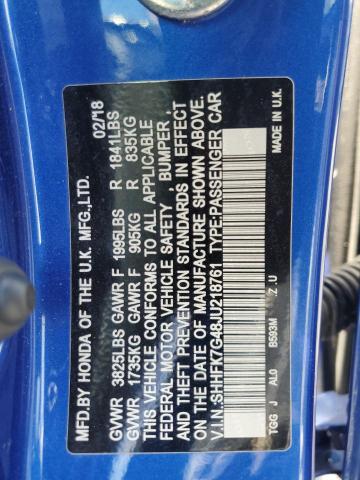 MFD.BY HONDA OF THE U.K. MFG.,LTD. 02/18
GVWR 3825LBS GAWR F 1995LBS R 1841LBS
GVWR 1735KG GAWR F 905KG R 835KG
THIS VEHICLE CONFORMS TO ALL APPLICABLE
FEDERAL MOTOR VEHICLE SAFETY , BUMPER ,
AND THEFT PREVENTION STANDARDS IN EFFECT
ON THE DATE OF MANUFACTURE SHOWN ABOVE.
V.I.N.SHHFK7G48JU218761 TYPE:PASSENGER CAR
TGG J AL0 B593M .Z U MADE IN U.K.